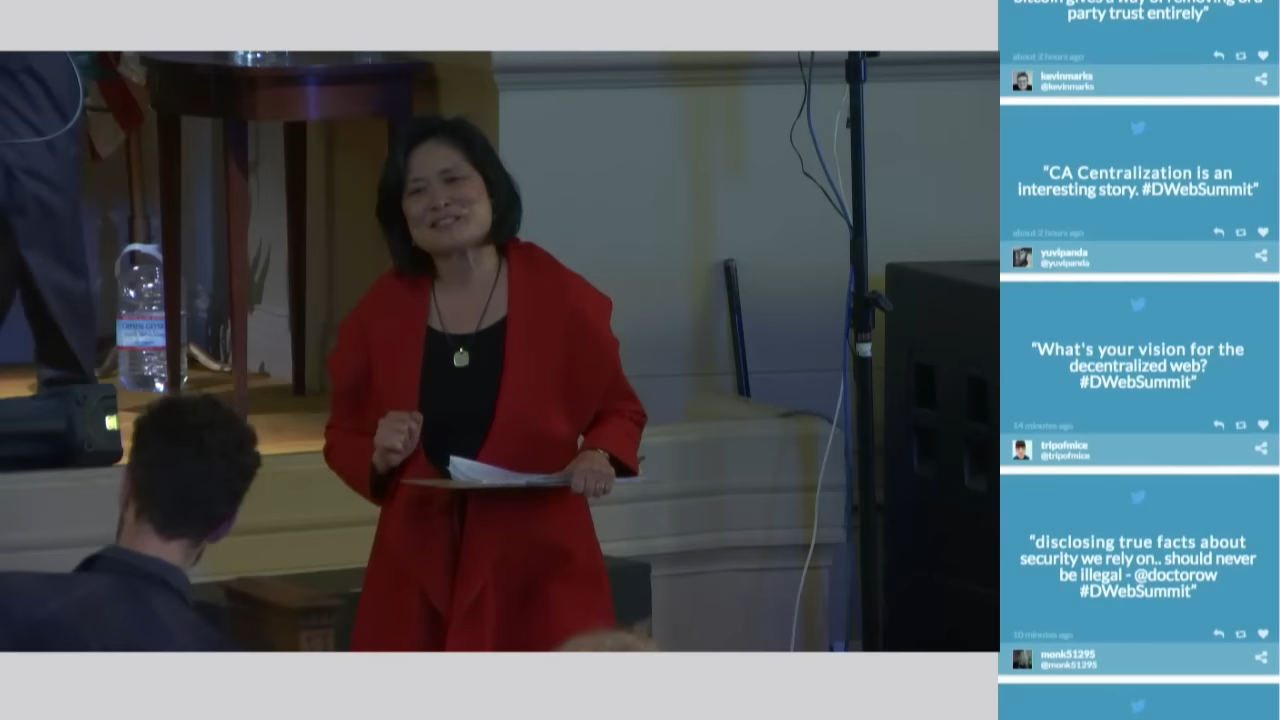 party trust entirely”
about 2 hours ago
kevinmarks
@kevinmarks
“CA Centralization is an
interesting story. #DWebSummit”
about 2 hours ago
yuvipanda
@yuvipanda
“What's your vision for the
decentralized web?
#DWebSummit”
14 minutes ago
tripofmice
@tripofmice
“disclosing true facts about
security we rely on.. should never
be illegal - @doctorow
#DWebSummit”
10 minutes ago
monk51295
@monk51295